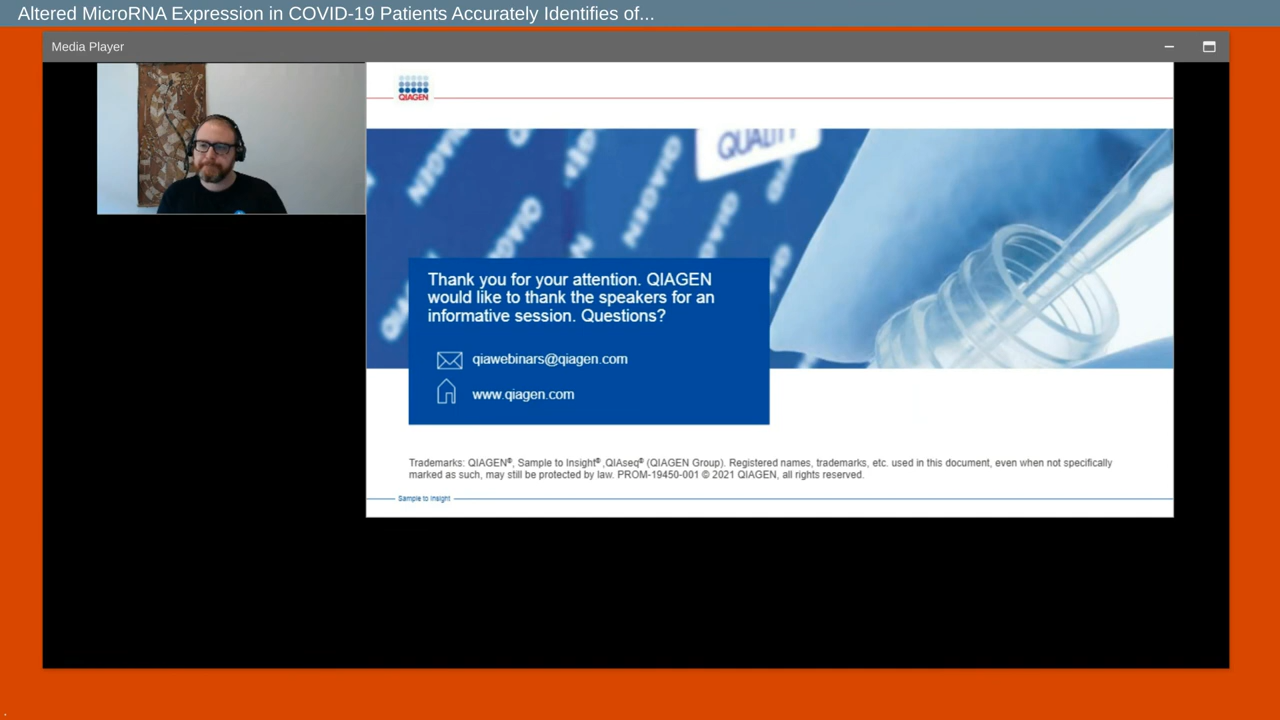 Altered MicroRNA Expression in COVID-19 Patients Accurately Identifies of...
Media Player
QIAGEN
QUALITY
QIAGEN
QIAGEN
QIAGEN
Thank you for your attention. QIAGEN
would like to thank the speakers for an
informative session. Questions?
qiawebinars@qiagen.com
www.qiagen.com
Trademarks: QIAGEN®, Sample to Insight® ,QIAseq® (QIAGEN Group). Registered names, trademarks, etc. used in this document, even when not specifically
marked as such, may still be protected by law. PROM-19450-001 © 2021 QIAGEN, all rights reserved.
Sample to Insight